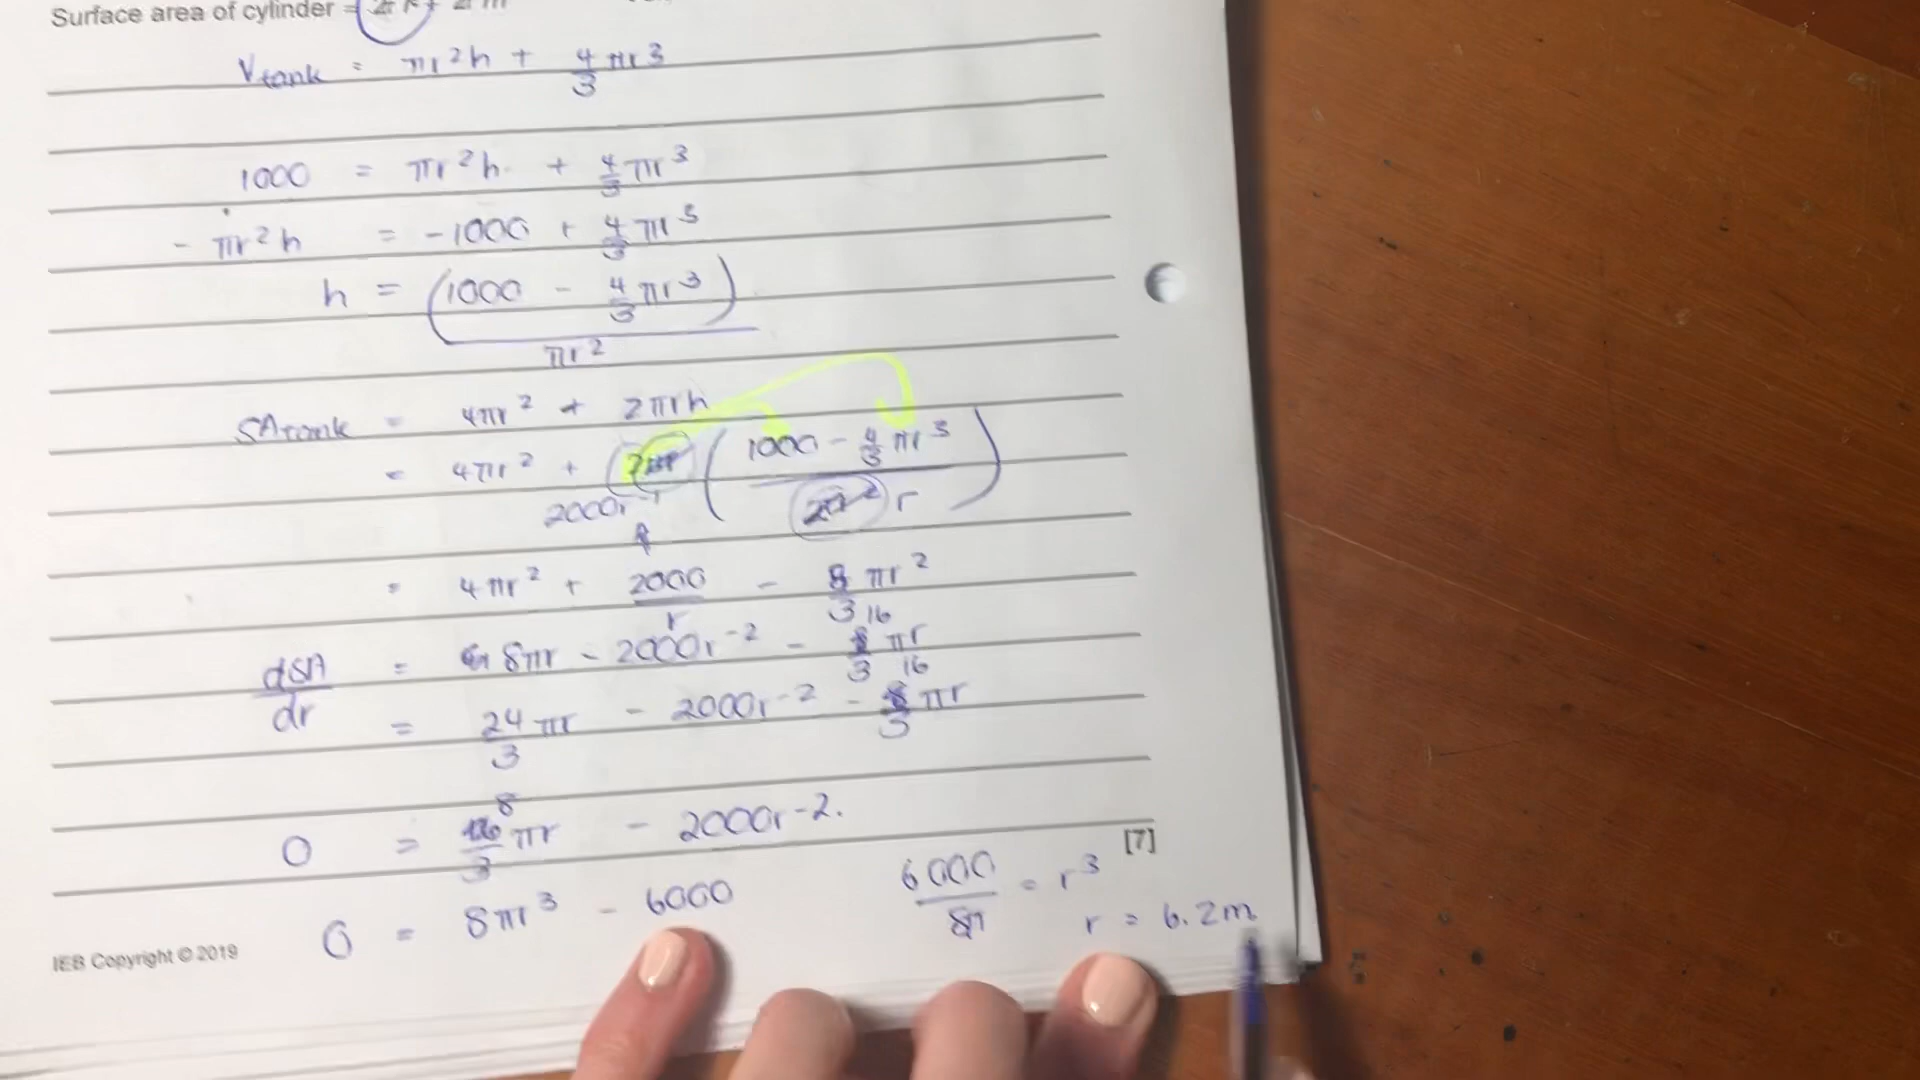 Surface area of cylinder =
Vtank = πr²h + 4/3 πr³
1000 = πr²h + 4/3 πr³
- πr²h = -1000 + 4/3 πr³
h = (1000 - 4/3 πr³) / πr²
SAtank = 4πr² + 2πrh
= 4πr² + 2πr ((1000 - 4/3 πr³) / r)
2000r⁻¹
= 4πr² + 2000/r - 8/3 πr²
dSA/dr = 8πr - 2000r⁻² - 16/3 πr
= 24/3 πr - 2000r⁻² - 16/3 πr
0 = 8/3 πr - 2000r-2.
[7]
0 = 8πr³ - 6000
6000/8π = r³
r = 6.2m
IEB Copyright © 2019